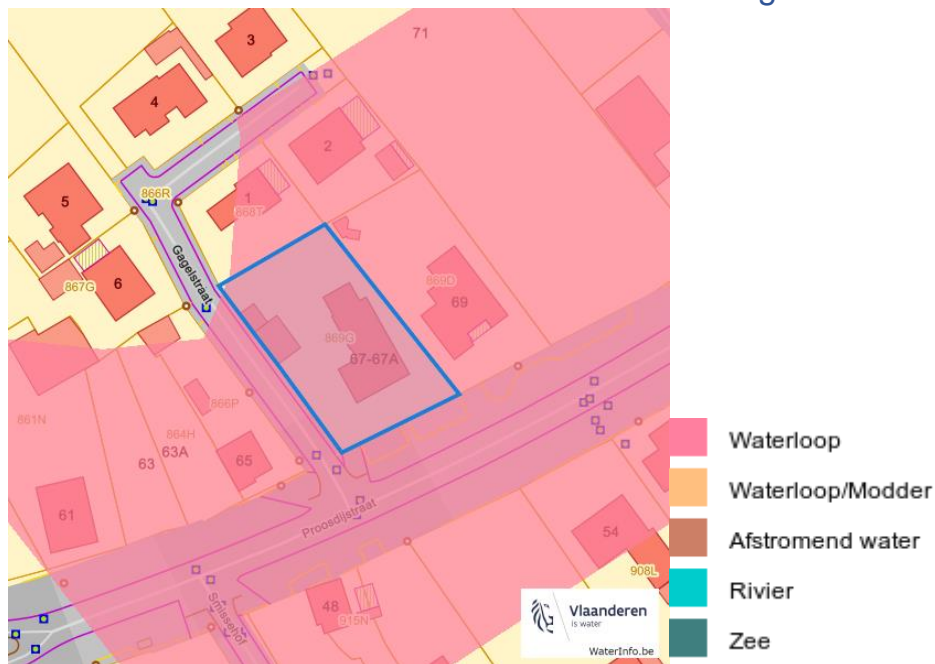 g
3
71
4
2
866R
5
1
868T
Gagelstraat
6
867G
869D
69
869G
67-67A
861N
866P
864H
63 63A
65
61
Proosdijstraat
54
908L
Smissehof
48
915N
Vlaanderen
is water
WaterInfo.be
Waterloop
Waterloop/Modder
Afstromend water
Rivier
Zee